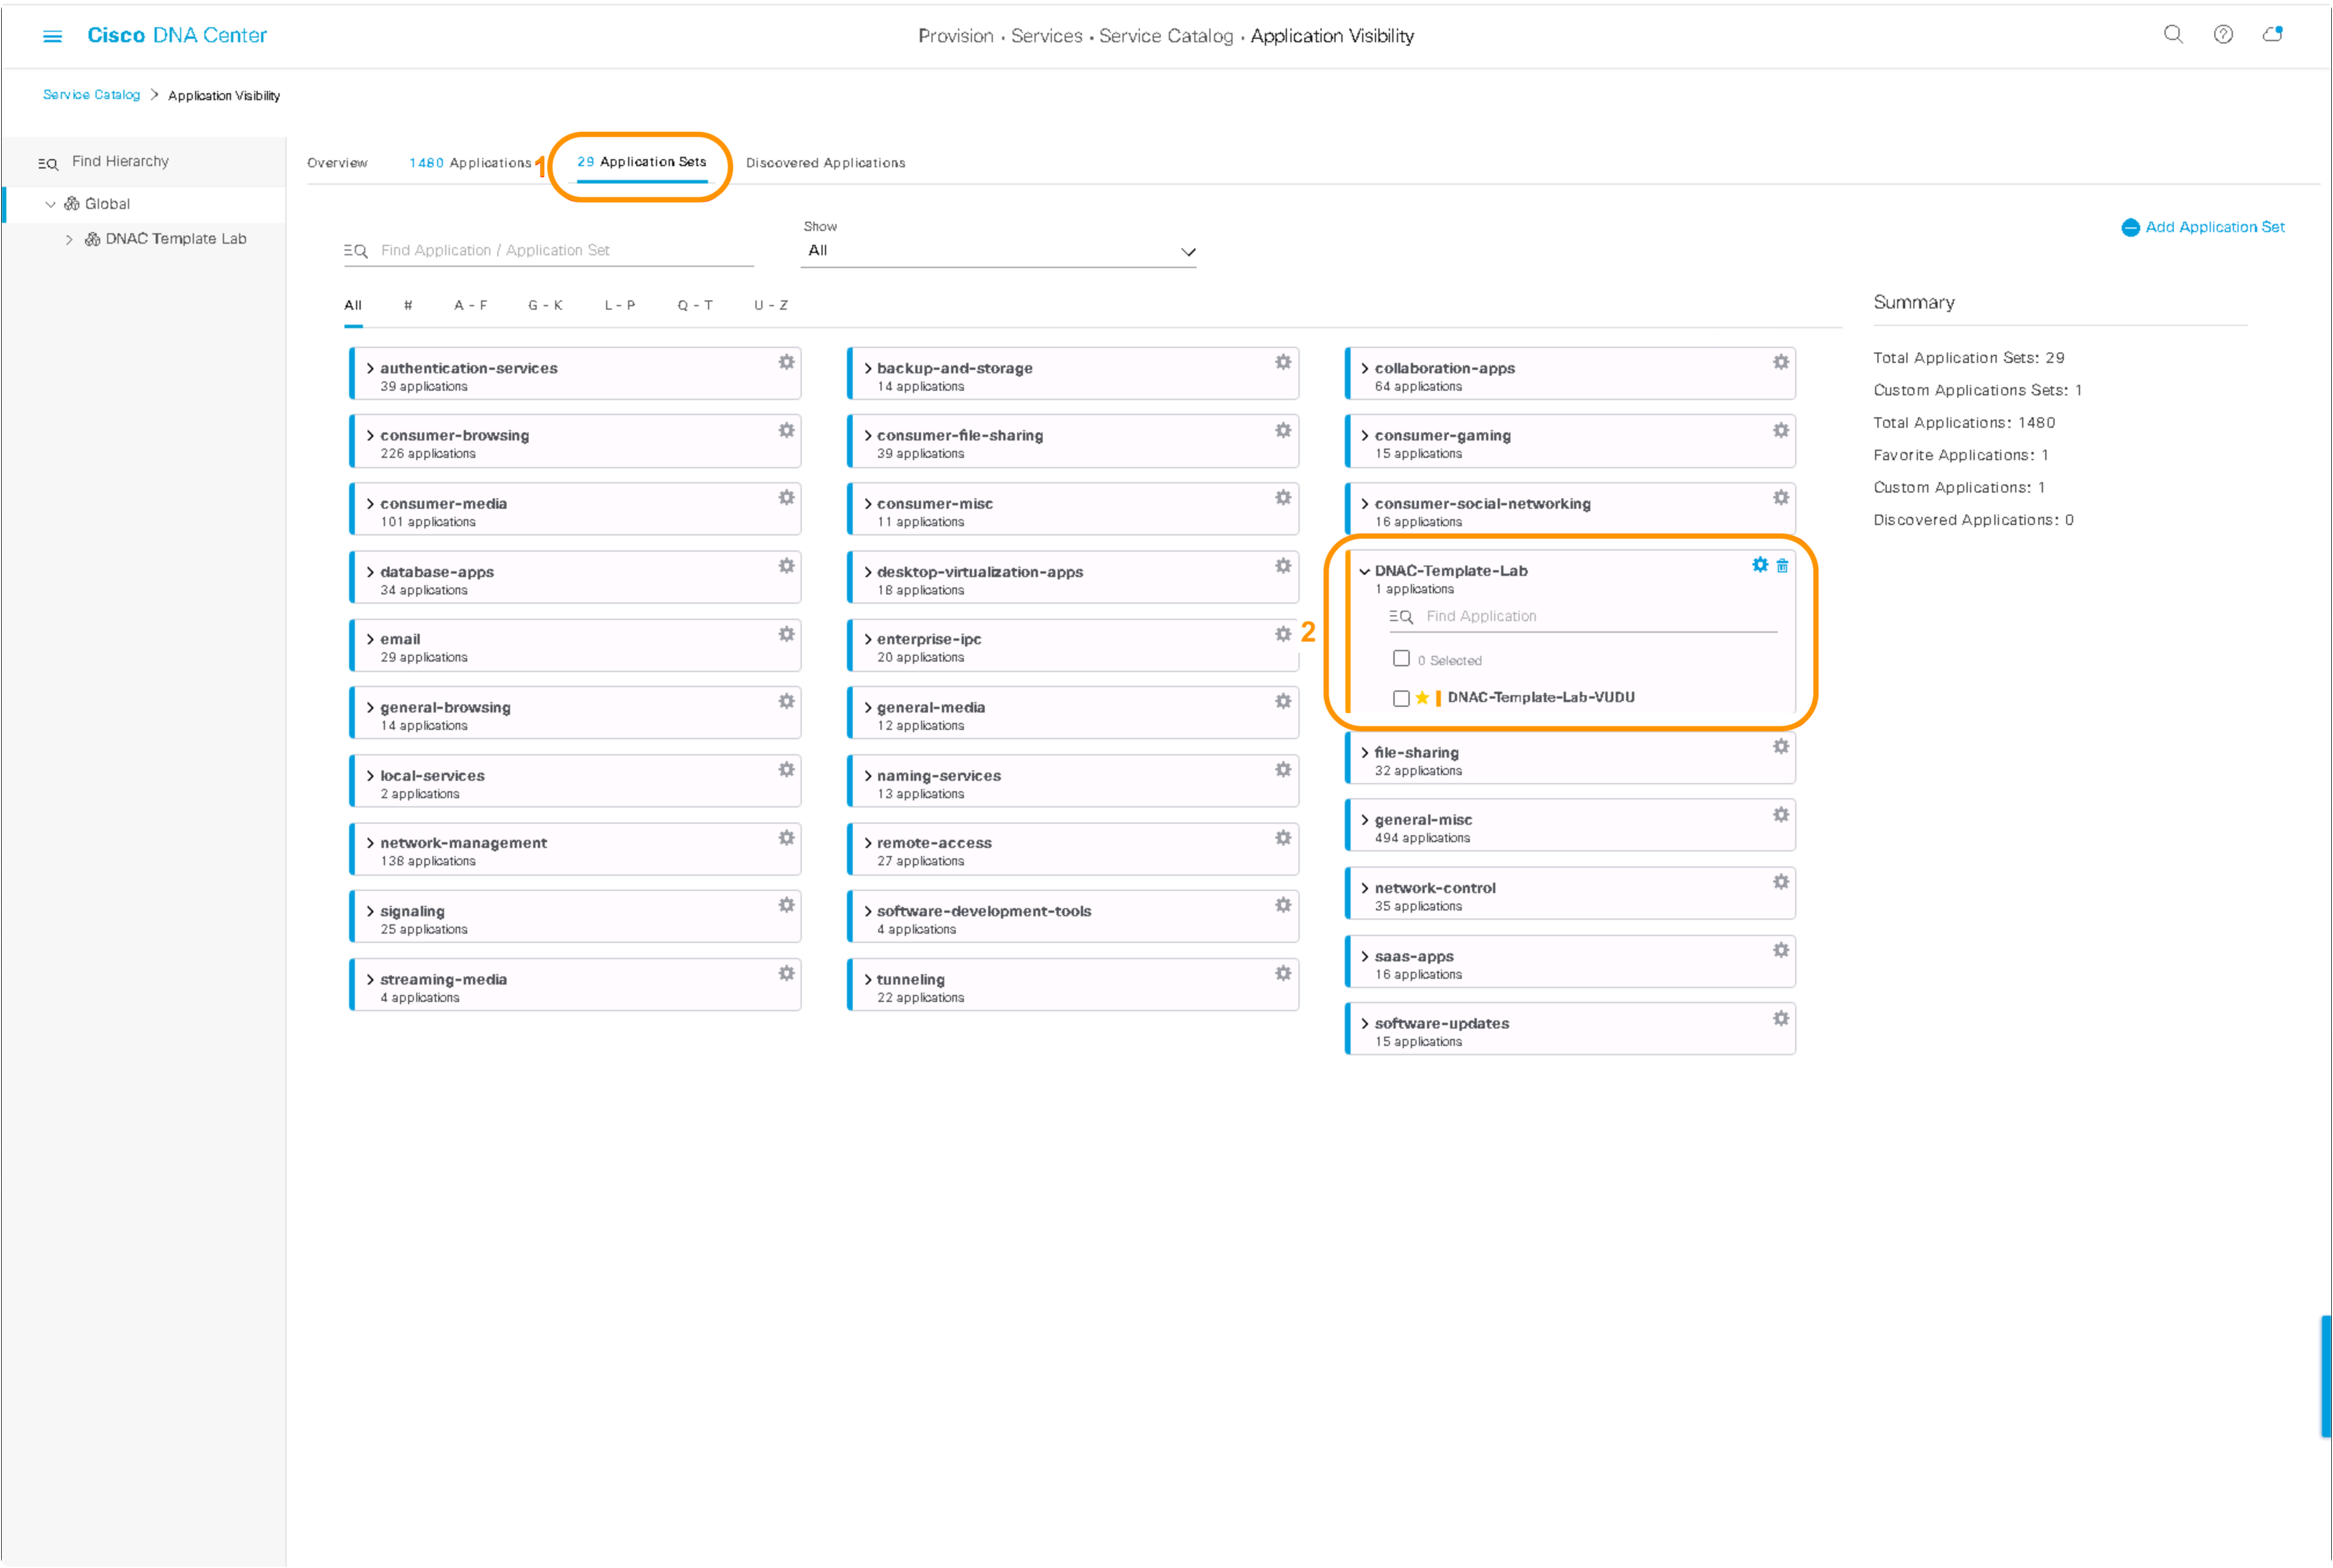 Cisco DNA Center
Provision · Services · Service Catalog · Application Visibility
Service Catalog > Application Visibility
Find Hierarchy
Global
DNAC Template Lab
Overview 1480 Applications 1 29 Application Sets Discovered Applications
Show
Find Application / Application Set All
Add Application Set
All # A - F G - K L - P Q - T U - Z
authentication-services
39 applications
backup-and-storage
14 applications
collaboration-apps
64 applications
consumer-browsing
226 applications
consumer-file-sharing
39 applications
consumer-gaming
15 applications
consumer-media
101 applications
consumer-misc
11 applications
consumer-social-networking
16 applications
database-apps
34 applications
desktop-virtualization-apps
18 applications
2
DNAC-Template-Lab
1 applications
Find Application
0 Selected
DNAC-Template-Lab-VUDU
email
29 applications
enterprise-ipc
20 applications
general-browsing
14 applications
general-media
12 applications
file-sharing
32 applications
local-services
2 applications
naming-services
13 applications
general-misc
494 applications
network-management
138 applications
remote-access
27 applications
network-control
35 applications
signaling
25 applications
software-development-tools
4 applications
saas-apps
16 applications
streaming-media
4 applications
tunneling
22 applications
software-updates
15 applications
Summary
Total Application Sets: 29
Custom Applications Sets: 1
Total Applications: 1480
Favorite Applications: 1
Custom Applications: 1
Discovered Applications: 0